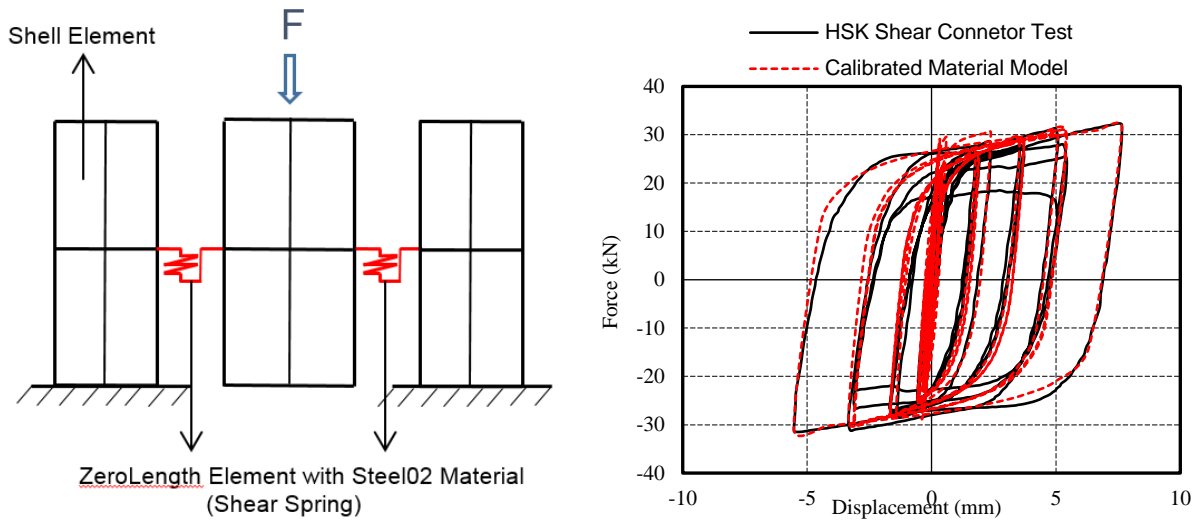 Shell Element
F
ZeroLength Element with Steel02 Material
(Shear Spring)
HSK Shear Connetor Test
Calibrated Material Model
Force (kN)
40
30
20
10
0
-10
-20
-30
-40
-10
-5
0
5
10
Displacement (mm)